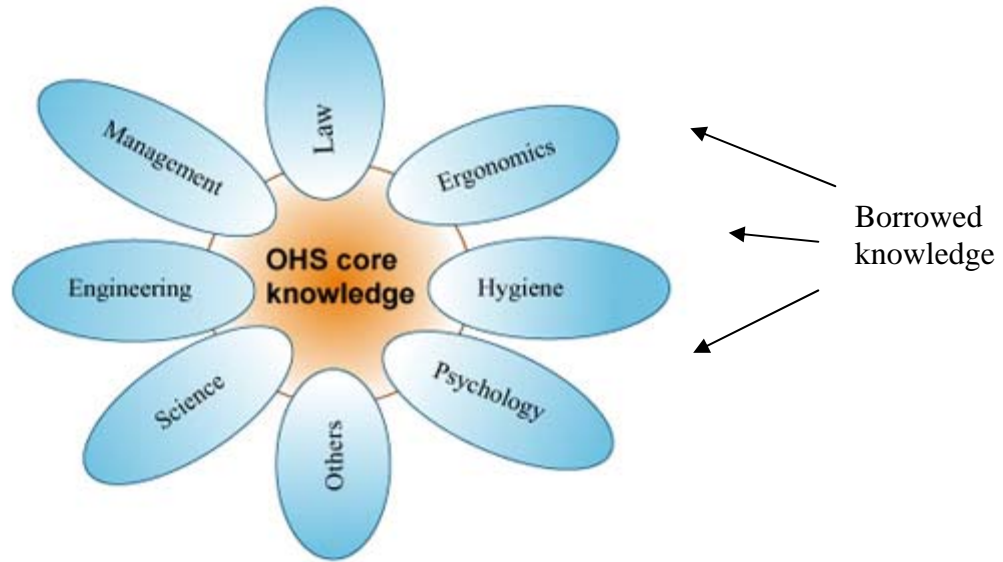 Law
Management
Ergonomics
OHS core
knowledge
Engineering
Hygiene
Science
Psychology
Others
Borrowed
knowledge